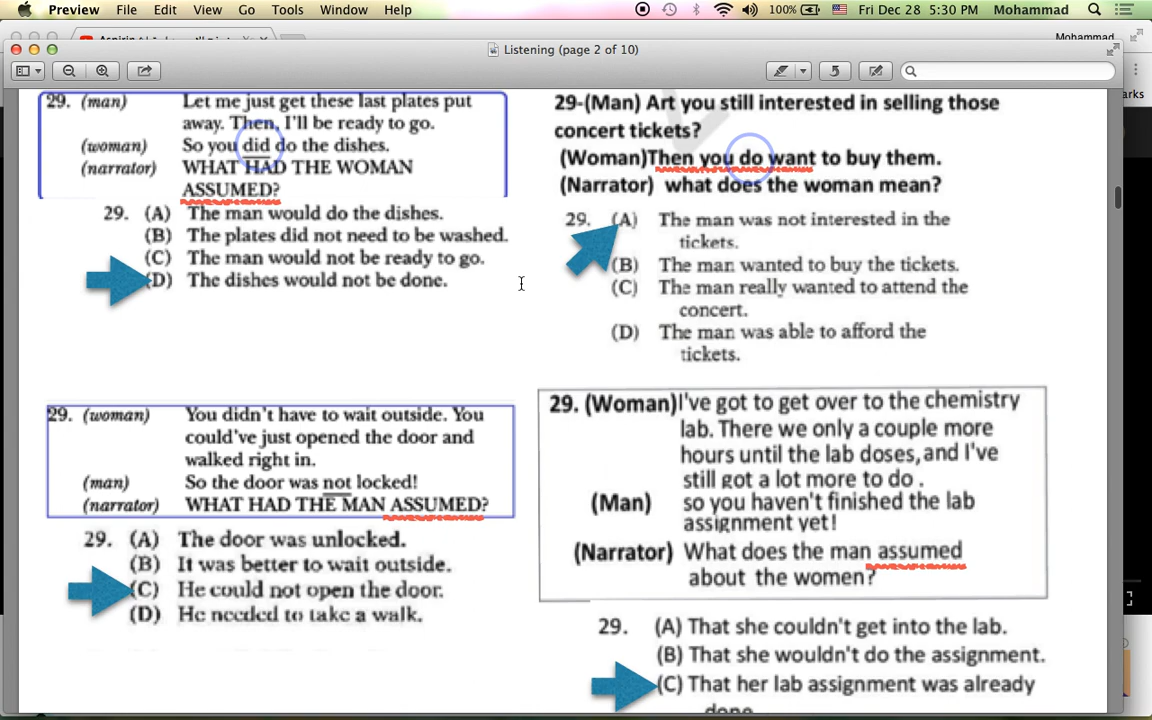 Preview File Edit View Go Tools Window Help 100% Fri Dec 28 5:30 PM Mohammad
Mohammad
Listening (page 2 of 10)
29. (man) Let me just get these last plates put
away. Then, I'll be ready to go.
(woman) So you did do the dishes.
(narrator) WHAT HAD THE WOMAN
ASSUMED?
29. (A) The man would do the dishes.
(B) The plates did not need to be washed.
(C) The man would not be ready to go.
(D) The dishes would not be done.
29-(Man) Art you still interested in selling those
concert tickets?
(Woman)Then you do want to buy them.
(Narrator) what does the woman mean?
29. (A) The man was not interested in the
tickets.
(B) The man wanted to buy the tickets.
(C) The man really wanted to attend the
concert.
(D) The man was able to afford the
tickets.
29. (woman) You didn't have to wait outside. You
could've just opened the door and
walked right in.
(man) So the door was not locked!
(narrator) WHAT HAD THE MAN ASSUMED?
29. (A) The door was unlocked.
(B) It was better to wait outside.
(C) He could not open the door.
(D) He needed to take a walk.
29. (Woman)I've got to get over to the chemistry
lab. There we only a couple more
hours until the lab doses,and I've
still got a lot more to do .
(Man) so you haven't finished the lab
assignment yet!
(Narrator) What does the man assumed
about the women?
29. (A) That she couldn't get into the lab.
(B) That she wouldn't do the assignment.
(C) That her lab assignment was already
done